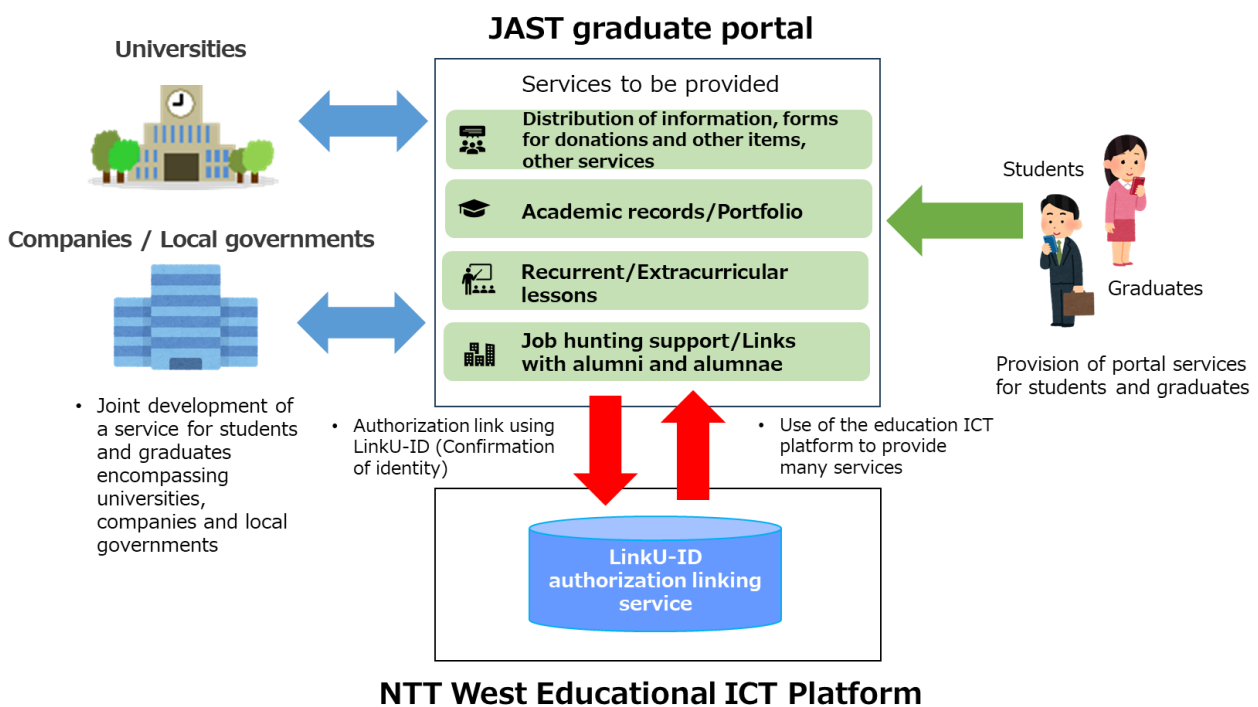 JAST graduate portal
Universities
Services to be provided
Distribution of information, forms
for donations and other items,
other services
Academic records/Portfolio
Recurrent/Extracurricular
lessons
Job hunting support/Links
with alumni and alumnae
Companies / Local governments
• Joint development of
a service for students
and graduates
encompassing
universities,
companies and local
governments
Students
Graduates
Provision of portal services
for students and graduates
• Authorization link using
LinkU-ID (Confirmation
of identity)
• Use of the education ICT
platform to provide
many services
LinkU-ID
authorization linking
service
NTT West Educational ICT Platform